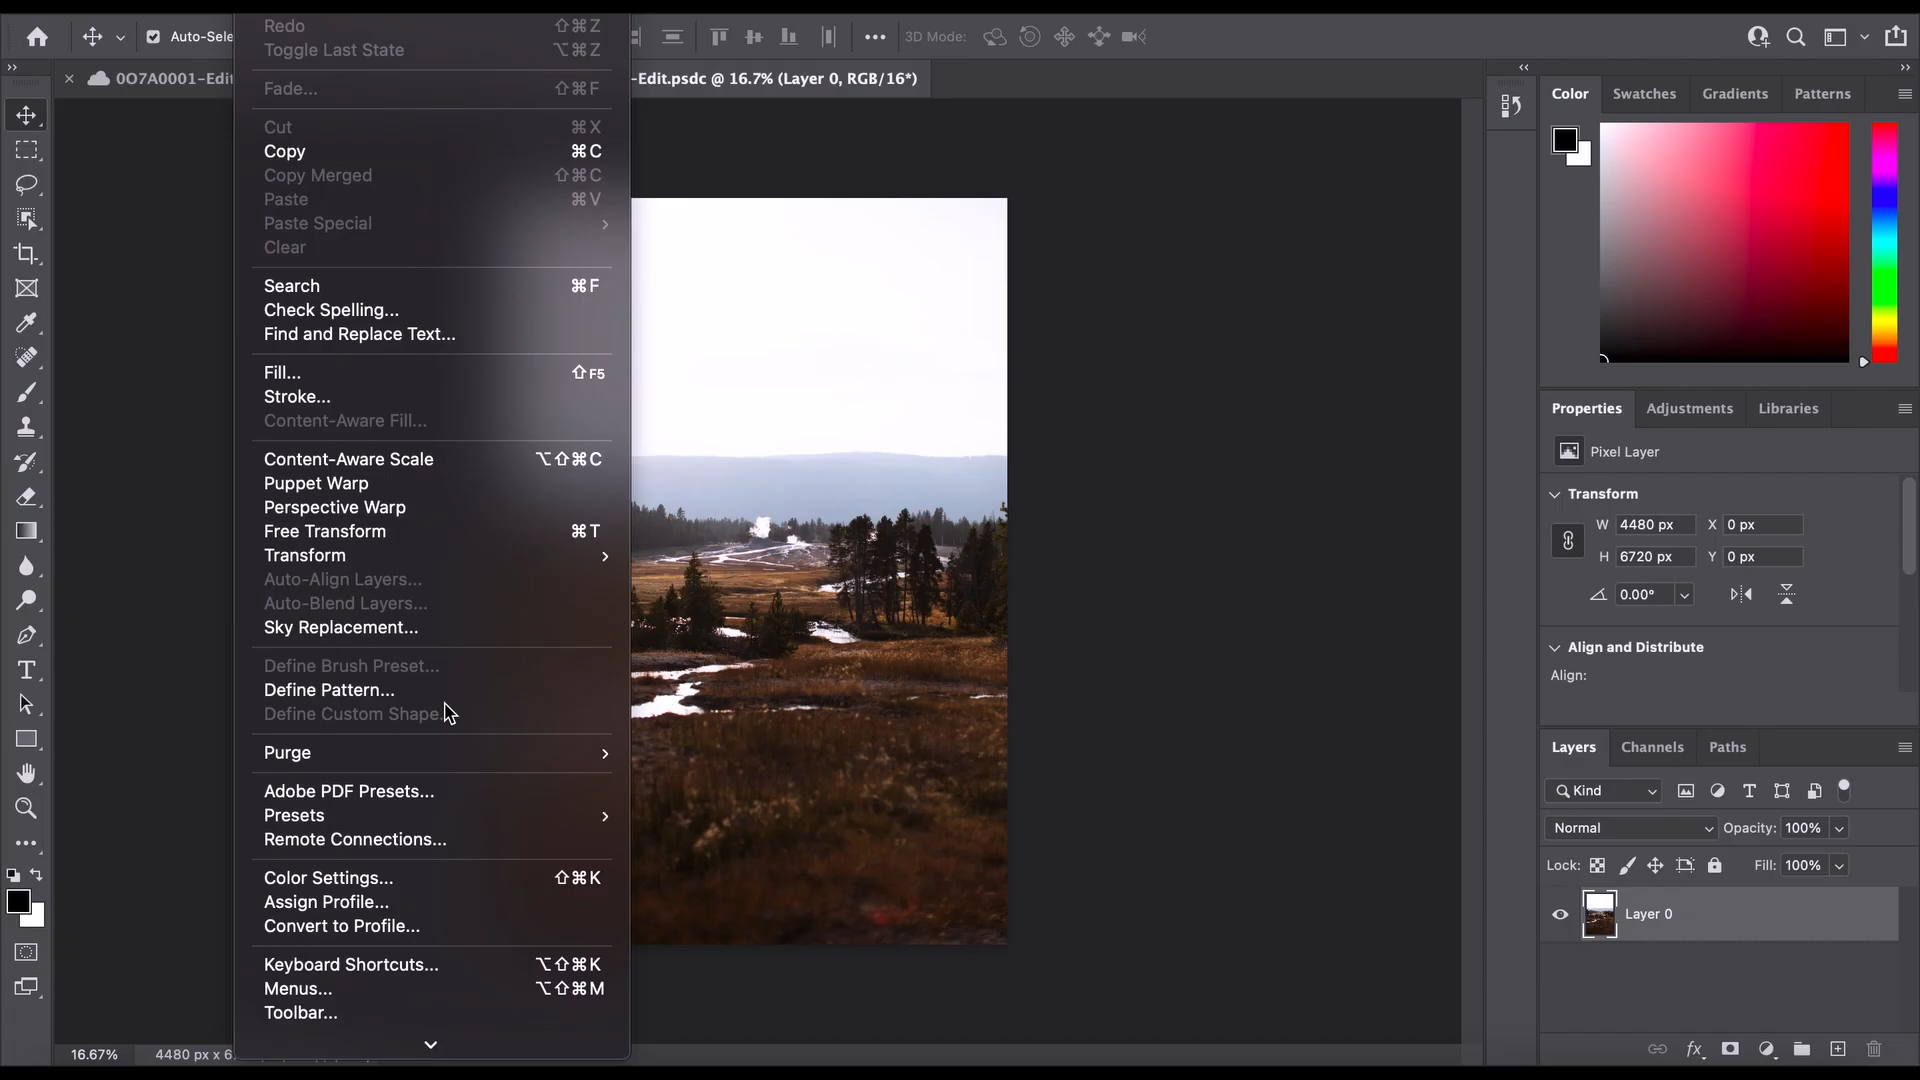 Auto-Sele
3D Mode:
0O7A0001-Edit
-Edit.psdc @ 16.7% (Layer 0, RGB/16*)
Redo ⇧⌘Z
Toggle Last State ⌥⌘Z
Fade... ⇧⌘F
Cut ⌘X
Copy ⌘C
Copy Merged ⇧⌘C
Paste ⌘V
Paste Special
Clear
Search ⌘F
Check Spelling...
Find and Replace Text...
Fill... ⇧F5
Stroke...
Content-Aware Fill...
Content-Aware Scale ⌥⇧⌘C
Puppet Warp
Perspective Warp
Free Transform ⌘T
Transform
Auto-Align Layers...
Auto-Blend Layers...
Sky Replacement...
Define Brush Preset...
Define Pattern...
Define Custom Shape
Purge
Adobe PDF Presets...
Presets
Remote Connections...
Color Settings... ⇧⌘K
Assign Profile...
Convert to Profile...
Keyboard Shortcuts... ⌥⇧⌘K
Menus... ⌥⇧⌘M
Toolbar...
16.67% 4480 px x 6
Color Swatches Gradients Patterns
Properties Adjustments Libraries
Pixel Layer
Transform
W 4480 px X 0 px
H 6720 px Y 0 px
0.00°
Align and Distribute
Align:
Layers Channels Paths
Kind
Normal Opacity: 100%
Lock: Fill: 100%
Layer 0
fx